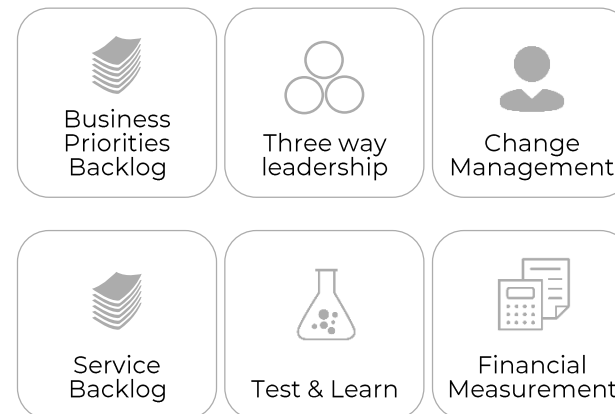 Business
Priorities
Backlog
Three way
leadership
Change
Management
Service
Backlog
Test & Learn
Financial
Measurement